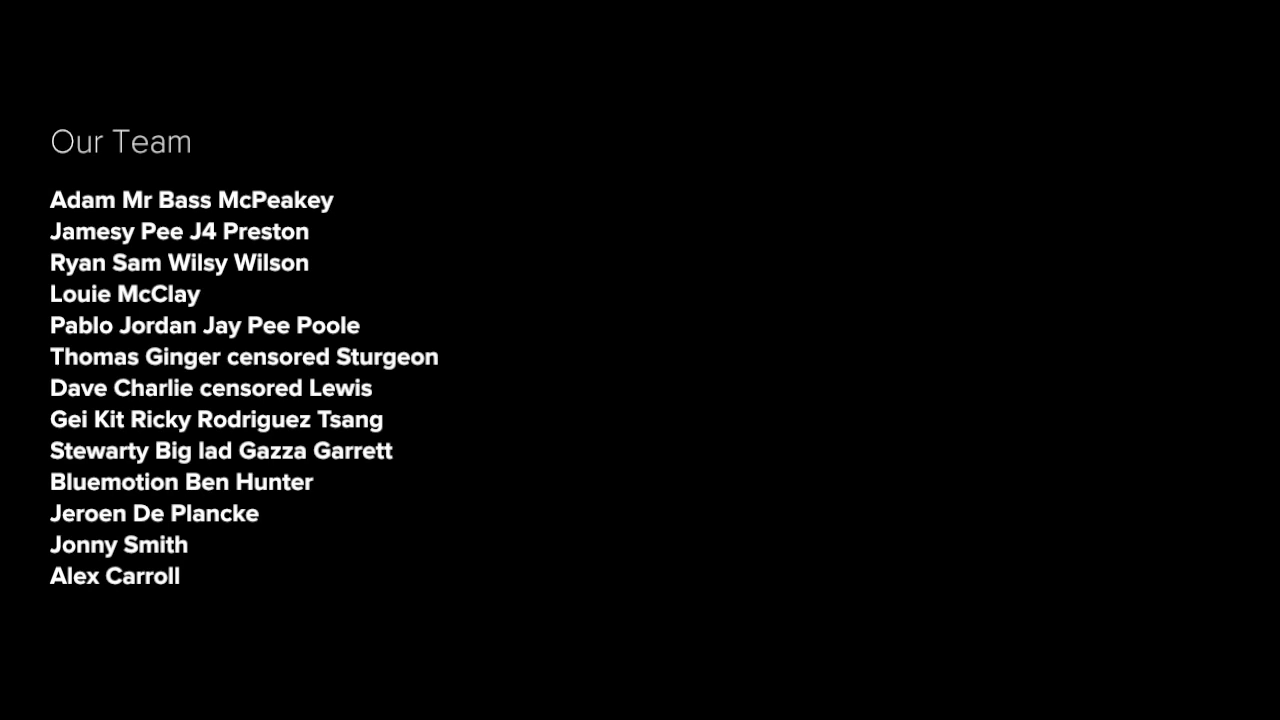 Our Team
Adam Mr Bass McPeakey
Jamesy Pee J4 Preston
Ryan Sam Wilsy Wilson
Louie McClay
Pablo Jordan Jay Pee Poole
Thomas Ginger censored Sturgeon
Dave Charlie censored Lewis
Gei Kit Ricky Rodriguez Tsang
Stewarty Big lad Gazza Garrett
Bluemotion Ben Hunter
Jeroen De Plancke
Jonny Smith
Alex Carroll